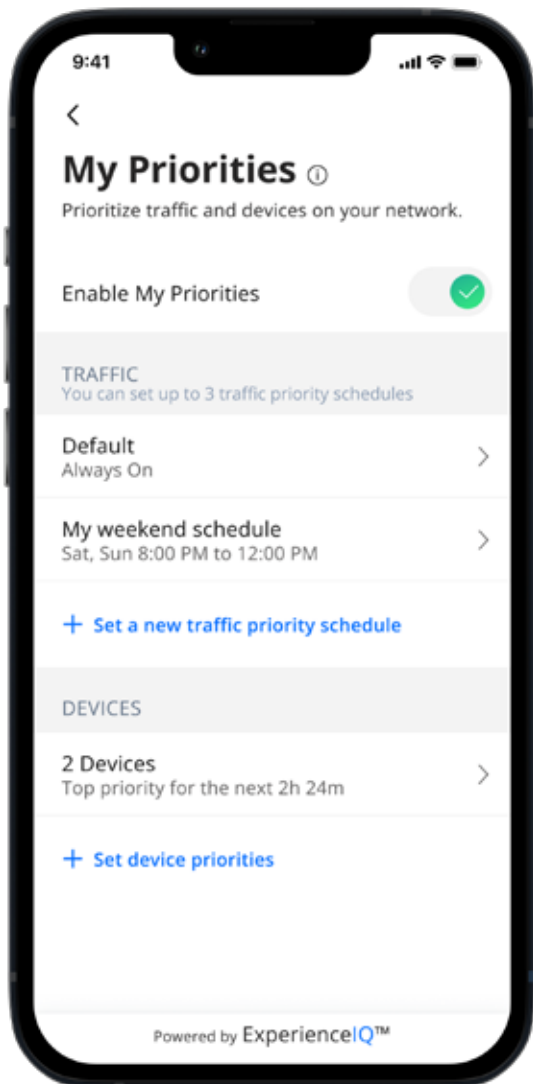 9:41
My Priorities
Prioritize traffic and devices on your network.
Enable My Priorities
TRAFFIC
You can set up to 3 traffic priority schedules
Default
Always On
My weekend schedule
Sat, Sun 8:00 PM to 12:00 PM
+ Set a new traffic priority schedule
DEVICES
2 Devices
Top priority for the next 2h 24m
+ Set device priorities
Powered by ExperienceIQ™